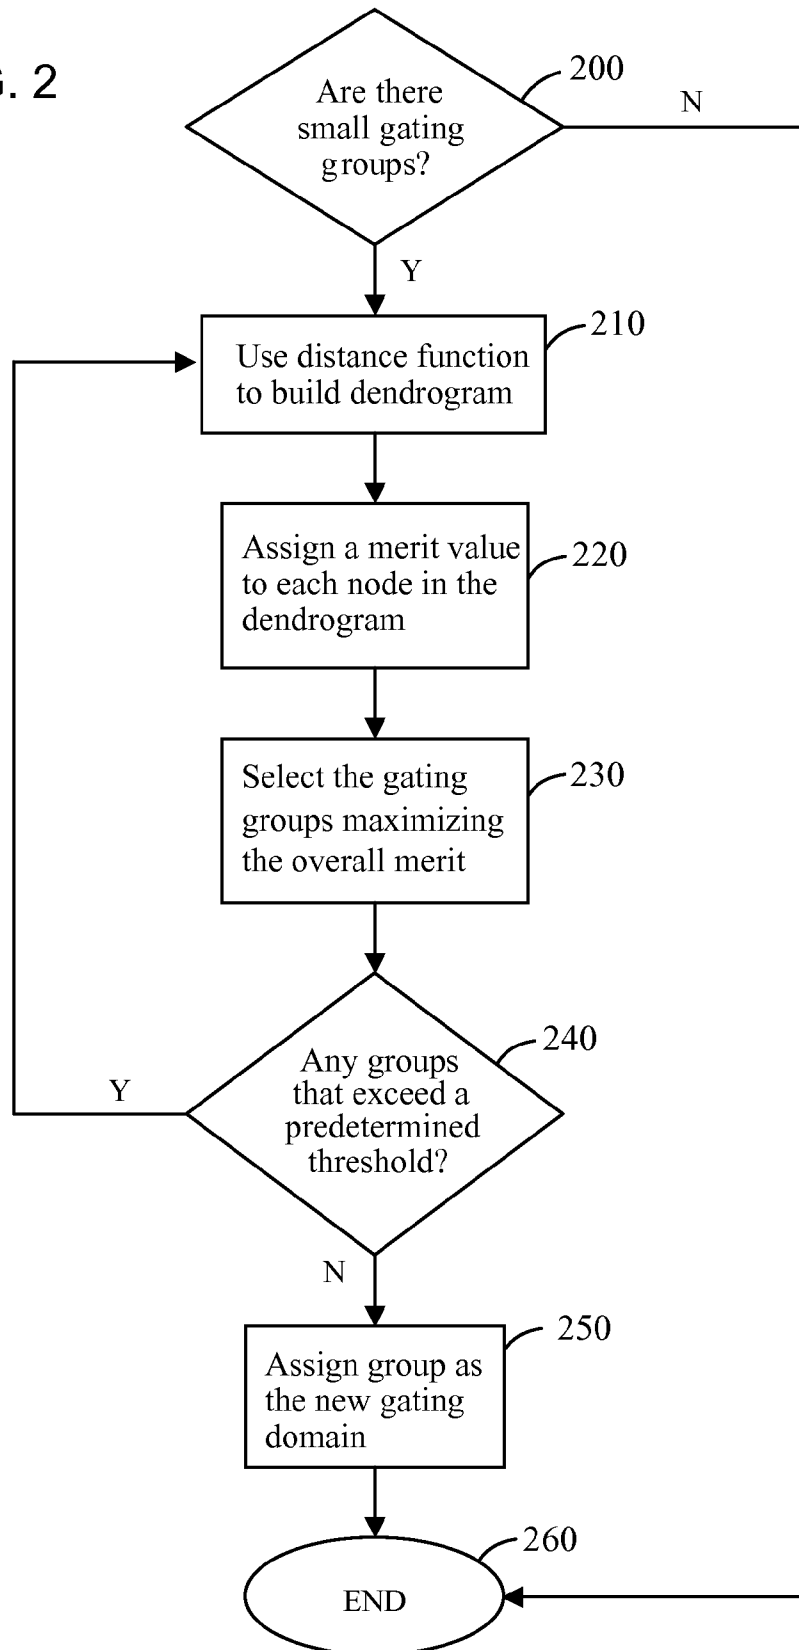 . 2
200
Are there
small gating
groups?
N
Y
210
Use distance function
to build dendrogram
220
Assign a merit value
to each node in the
dendrogram
230
Select the gating
groups maximizing
the overall merit
240
Any groups
that exceed a
predetermined
threshold?
Y
N
250
Assign group as
the new gating
domain
260
END